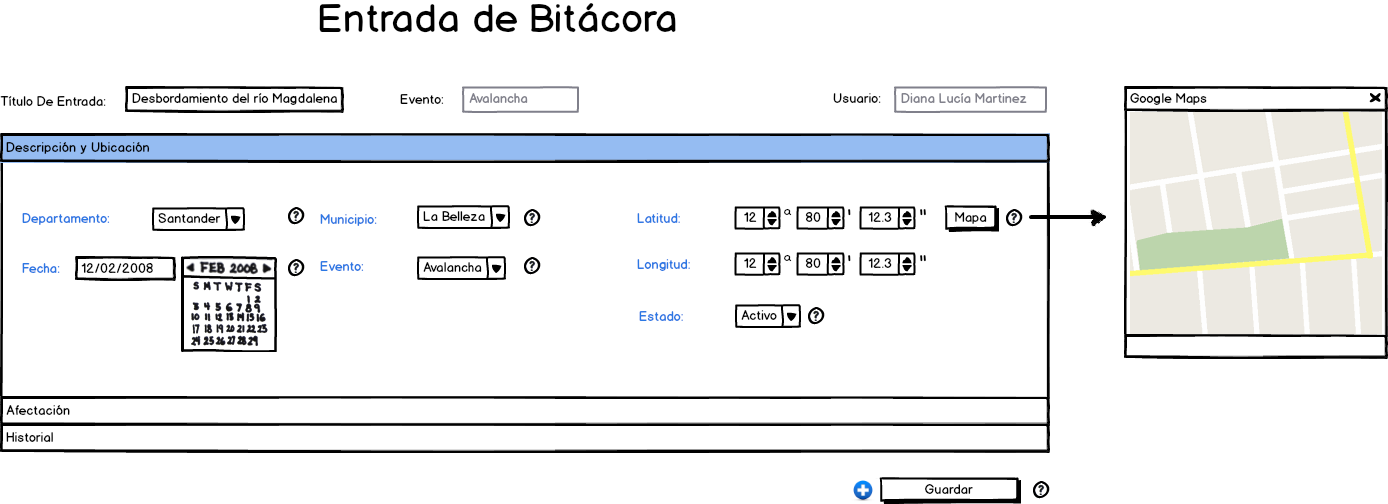 Entrada de Bitácora
Título De Entrada: Desbordamiento del río Magdalena Evento: Avalancha Usuario: Diana Lucía Martinez
Google Maps
Descripción y Ubicación
Departamento: Santander ? Municipio: La Belleza ? Latitud: 12 º 80 ' 12.3 " Mapa ?
Fecha: 12/02/2008 ? Evento: Avalancha ? Longitud: 12 º 80 ' 12.3 "
FEB 2008
S M T W T F S
1 2
3 4 5 6 7 8 9
10 11 12 13 14 15 16
17 18 19 20 21 22 23
24 25 26 27 28 29
Estado: Activo ?
Afectación
Historial
Guardar ?